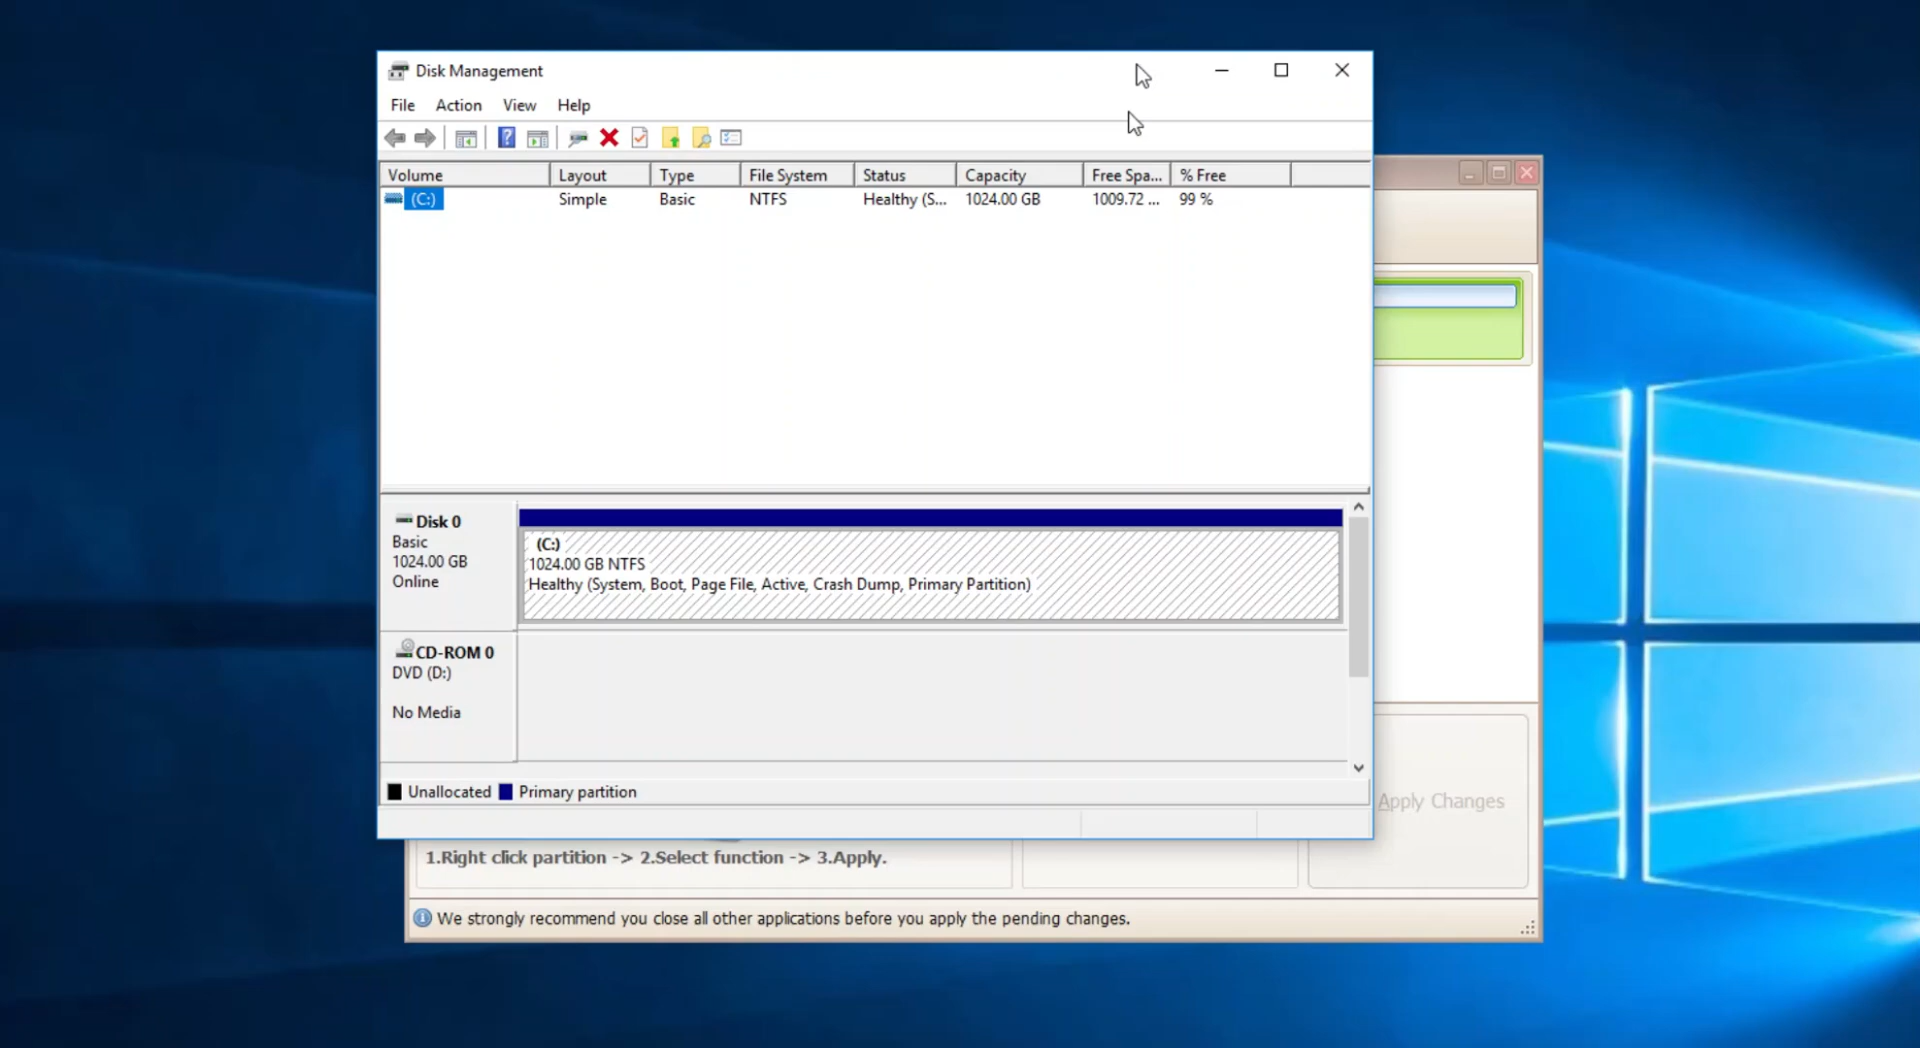 Disk Management
File Action View Help
Volume Layout Type File System Status Capacity Free Spa... % Free
(C:) Simple Basic NTFS Healthy (S... 1024.00 GB 1009.72 ... 99 %
Disk 0
Basic
1024.00 GB
Online
(C:)
1024.00 GB NTFS
Healthy (System, Boot, Page File, Active, Crash Dump, Primary Partition)
CD-ROM 0
DVD (D:)
No Media
Unallocated Primary partition
Apply Changes
1.Right click partition -> 2.Select function -> 3.Apply.
We strongly recommend you close all other applications before you apply the pending changes.